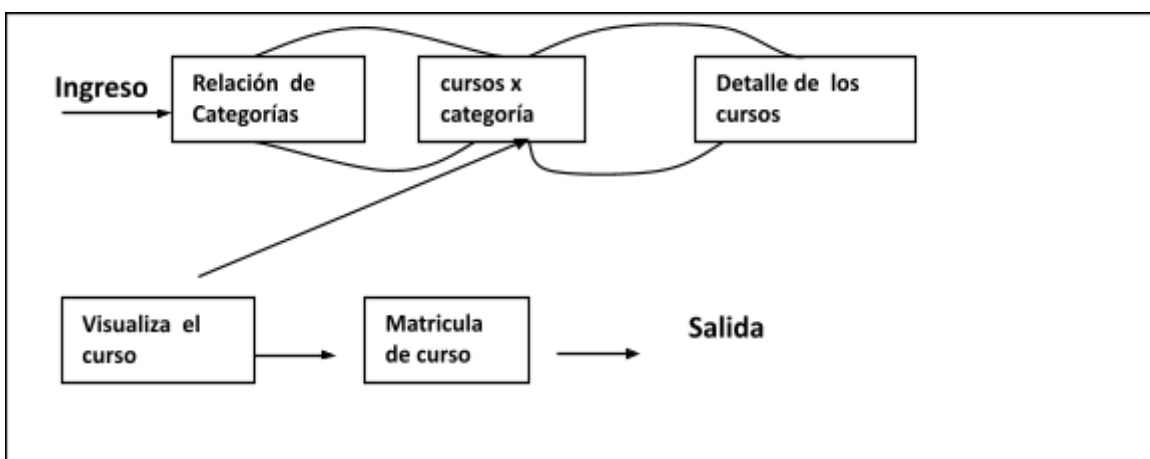 Ingreso
Relación de
Categorías
cursos x
categoría
Detalle de los
cursos
Visualiza el
curso
Matricula
de curso
Salida